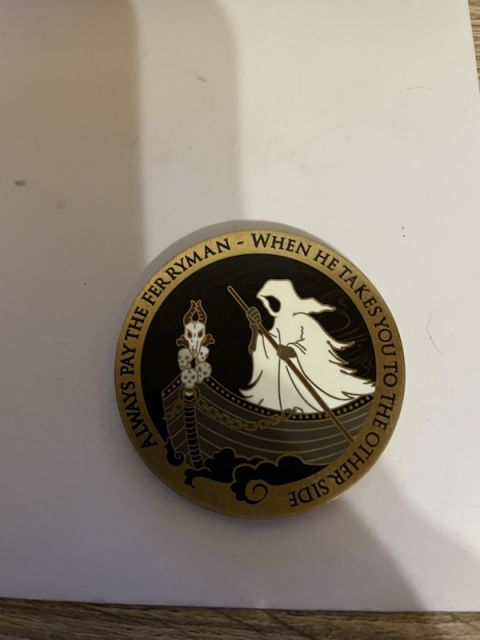 ALWAYS PAY THE FERRYMAN - WHEN HE TAKES YOU TO THE OTHER SIDE